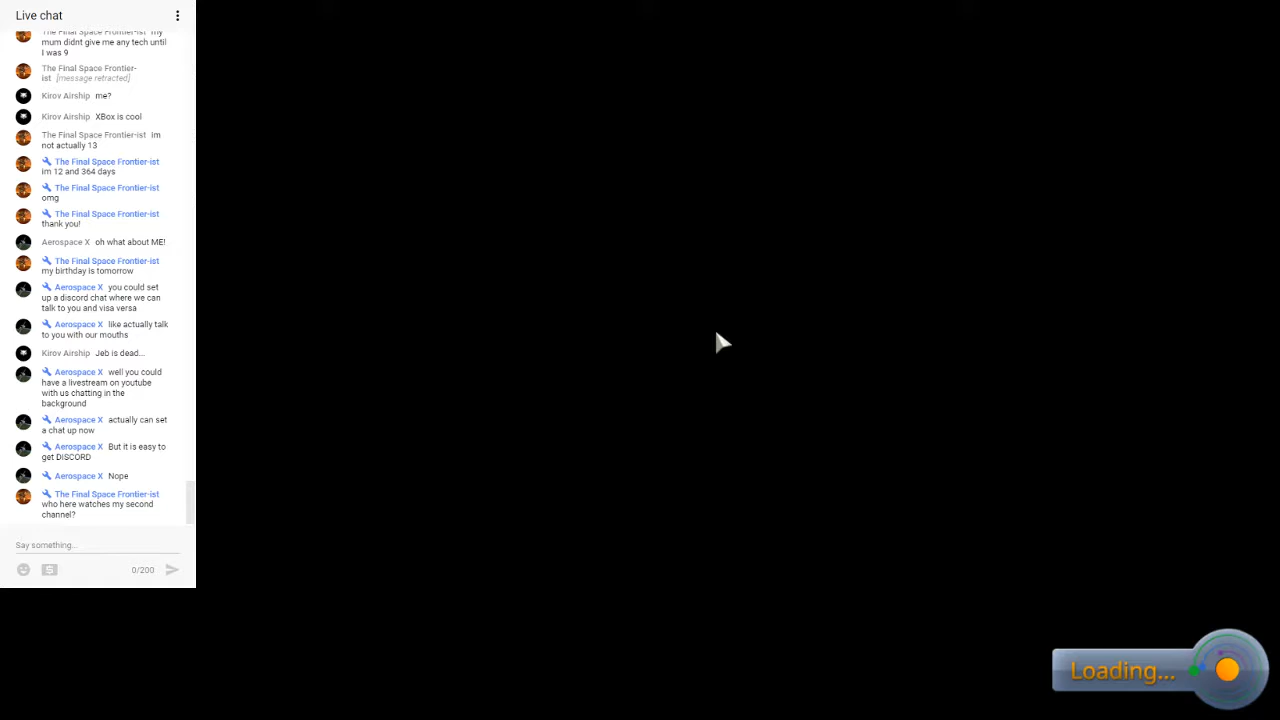 Live chat
The Final Space Frontier-ist my
mum didnt give me any tech until
I was 9
The Final Space Frontier-
ist [message retracted]
Kirov Airship me?
Kirov Airship XBox is cool
The Final Space Frontier-ist im
not actually 13
The Final Space Frontier-ist
im 12 and 364 days
The Final Space Frontier-ist
omg
The Final Space Frontier-ist
thank you!
Aerospace X oh what about ME!
The Final Space Frontier-ist
my birthday is tomorrow
Aerospace X you could set
up a discord chat where we can
talk to you and visa versa
Aerospace X like actually talk
to you with our mouths
Kirov Airship Jeb is dead...
Aerospace X well you could
have a livestream on youtube
with us chatting in the
background
Aerospace X actually can set
a chat up now
Aerospace X But it is easy to
get DISCORD
Aerospace X Nope
The Final Space Frontier-ist
who here watches my second
channel?
Say something...
0/200
Loading...